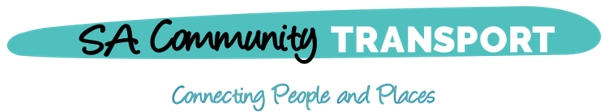 SA Community TRANSPORT
Connecting People and Places